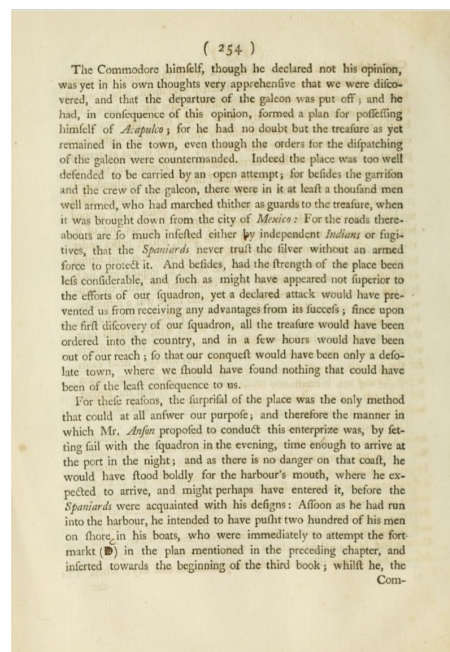 ( 254 )
The Commodore himſelf, though he declared not his opinion,
was yet in his own thoughts very apprehenſive that we were diſco-
vered, and that the departure of the galeon was put off; and he
had, in conſequence of this opinion, formed a plan for poſſeſſing
himſelf of Acapulco; for he had no doubt but the treaſure as yet
remained in the town, even though the orders for the diſpatching
of the galeon were countermanded. Indeed the place was too well
defended to be carried by an open attempt; for beſides the garriſon
and the crew of the galeon, there were in it at leaſt a thouſand men
well armed, who had marched thither as guards to the treaſure, when
it was brought down from the city of Mexico: For the roads there-
abouts are ſo much infeſted either by independent Indians or fugi-
tives, that the Spaniards never truſt the ſilver without an armed
force to protect it. And beſides, had the ſtrength of the place been
leſs conſiderable, and ſuch as might have appeared not ſuperior to
the efforts of our ſquadron, yet a declared attack would have pre-
vented us from receiving any advantages from its ſucceſs; ſince upon
the firſt diſcovery of our ſquadron, all the treaſure would have been
ordered into the country, and in a few hours would have been
out of our reach; ſo that our conqueſt would have been only a deſo-
late town, where we ſhould have found nothing that could have
been of the leaſt conſequence to us.
For theſe reaſons, the ſurpriſal of the place was the only method
that could at all anſwer our purpoſe; and therefore the manner in
which Mr. Anſon propoſed to conduct this enterprize was, by ſet-
ting ſail with the ſquadron in the evening, time enough to arrive at
the port in the night; and as there is no danger on that coaſt, he
would have ſtood boldly for the harbour's mouth, where he ex-
pected to arrive, and might perhaps have entered it, before the
Spaniards were acquainted with his deſigns: Aſſoon as he had run
into the harbour, he intended to have puſht two hundred of his men
on ſhore in his boats, who were immediately to attempt the fort
markt (D) in the plan mentioned in the preceding chapter, and
inſerted towards the beginning of the third book; whilſt he, the
Com-